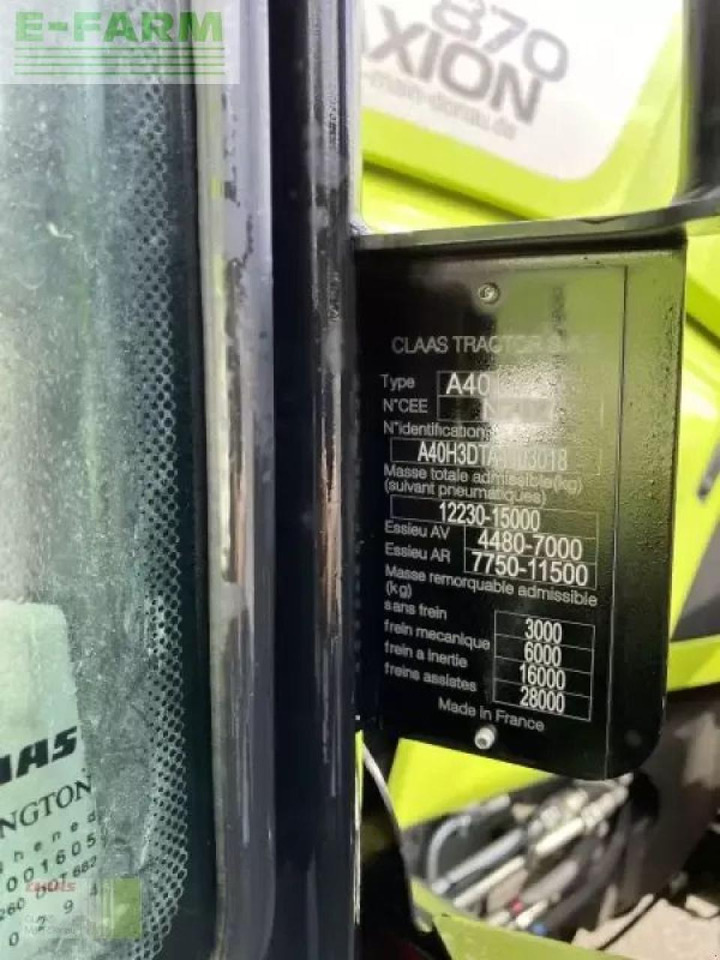 E-FARM
870
AXION
CLAAS TRACTOR S.A.
Type A40
N°CEE
N°identification
Masse totale admissible(kg)
(suivant pneumatiques)
12230-15000
Essieu AV 4480-7000
Essieu AR 7750-11500
Masse remorquable admissible
(kg)
sans frein 3000
frein mecanique 6000
frein a inertie 16000
freins assistes 28000
Made in France